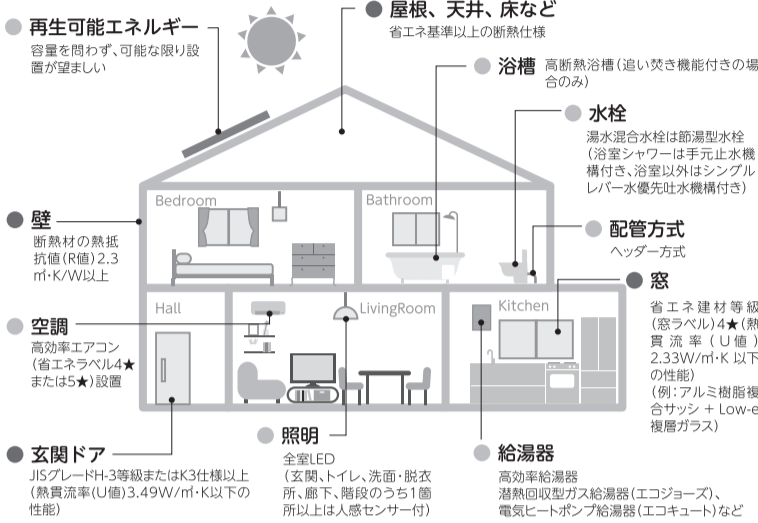 再生可能エネルギー
容量を問わず、可能な限り設
置が望ましい
屋根、天井、床など
省エネ基準以上の断熱仕様
浴槽 高断熱浴槽(追い焚き機能付きの場
合のみ)
水栓
湯水混合水栓は節湯型水栓
(浴室シャワーは手元止水機
構付き、浴室以外はシングル
レバー水優先吐水機構付き)
配管方式
ヘッダー方式
窓
省エネ建材等級
(窓ラベル)4★(熱
貫流率(U値)
2.33W/㎡・K 以下
の性能)
(例:アルミ樹脂複
合サッシ + Low-e
複層ガラス)
壁
断熱材の熱抵
抗値(R値)2.3
㎡・K/W以上
空調
高効率エアコン
(省エネラベル4★
または5★)設置
Bedroom
Bathroom
Hall
LivingRoom
Kitchen
玄関ドア
JISグレードH-3等級またはK3仕様以上
(熱貫流率(U値)3.49W/㎡・K以下の
性能)
照明
全室LED
(玄関、トイレ、洗面・脱衣
所、廊下、階段のうち1箇
所以上は人感センサー付)
給湯器
高効率給湯器
潜熱回収型ガス給湯器(エコジョーズ)、
電気ヒートポンプ給湯器(エコキュート)など